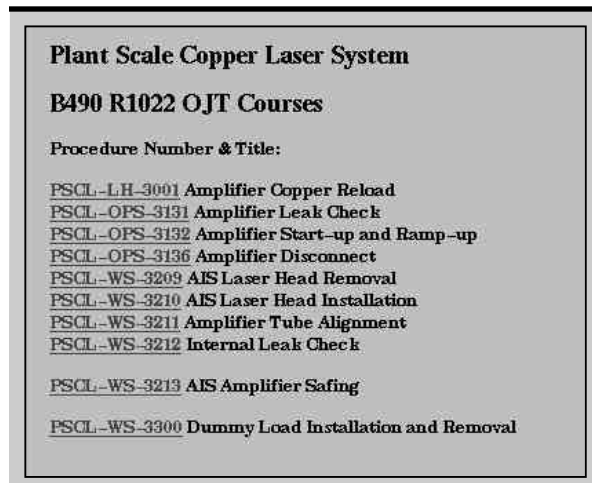 Plant Scale Copper Laser System
B490 R1022 OJT Courses
Procedure Number & Title:
PSCL-LH-3001 Amplifier Copper Reload
PSCL-OPS-3131 Amplifier Leak Check
PSCL-OPS-3132 Amplifier Start-up and Ramp-up
PSCL-OPS-3136 Amplifier Disconnect
PSCL-WS-3209 AIS Laser Head Removal
PSCL-WS-3210 AIS Laser Head Installation
PSCL-WS-3211 Amplifier Tube Alignment
PSCL-WS-3212 Internal Leak Check
PSCL-WS-3213 AIS Amplifier Safing
PSCL-WS-3300 Dummy Load Installation and Removal